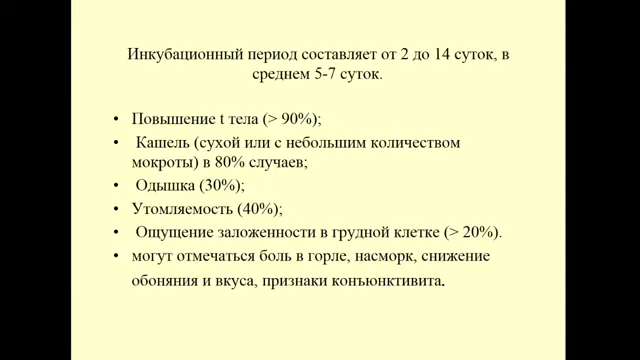 Инкубационный период составляет от 2 до 14 суток, в
среднем 5-7 суток.
• Повышение t тела (> 90%);
• Кашель (сухой или с небольшим количеством
мокроты) в 80% случаев;
• Одышка (30%);
• Утомляемость (40%);
• Ощущение заложенности в грудной клетке (> 20%).
• могут отмечаться боль в горле, насморк, снижение
обоняния и вкуса, признаки конъюнктивита.